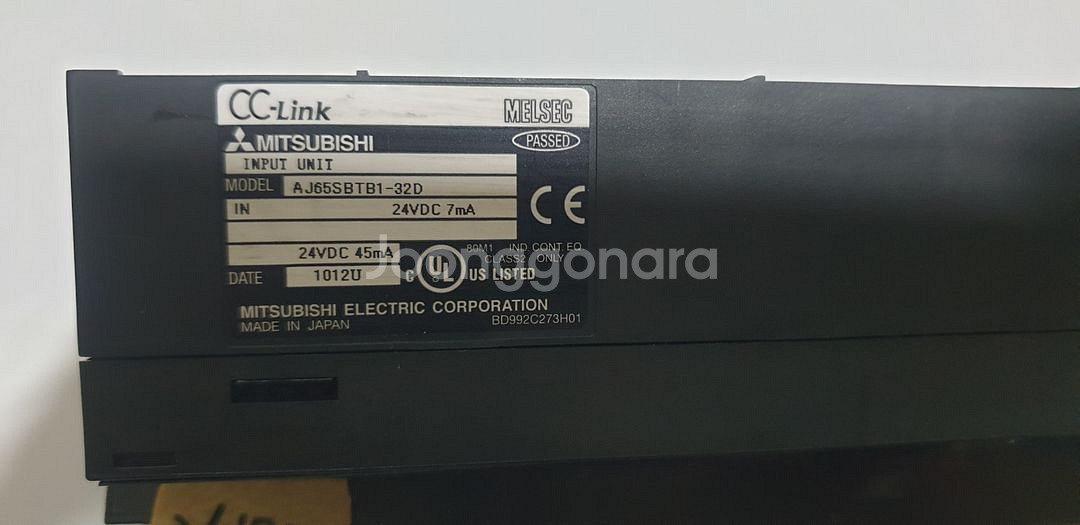 CC-Link MELSEC
MITSUBISHI PASSED
INPUT UNIT
MODEL AJ65SBTB1-32D
IN 24VDC 7mA
24VDC 45mA
80M1 IND. CONT. EQ.
CLASS2 ONLY
DATE 1012U
C UL US LISTED
Joonggonara
MITSUBISHI ELECTRIC CORPORATION
MADE IN JAPAN BD992C273H01
CE